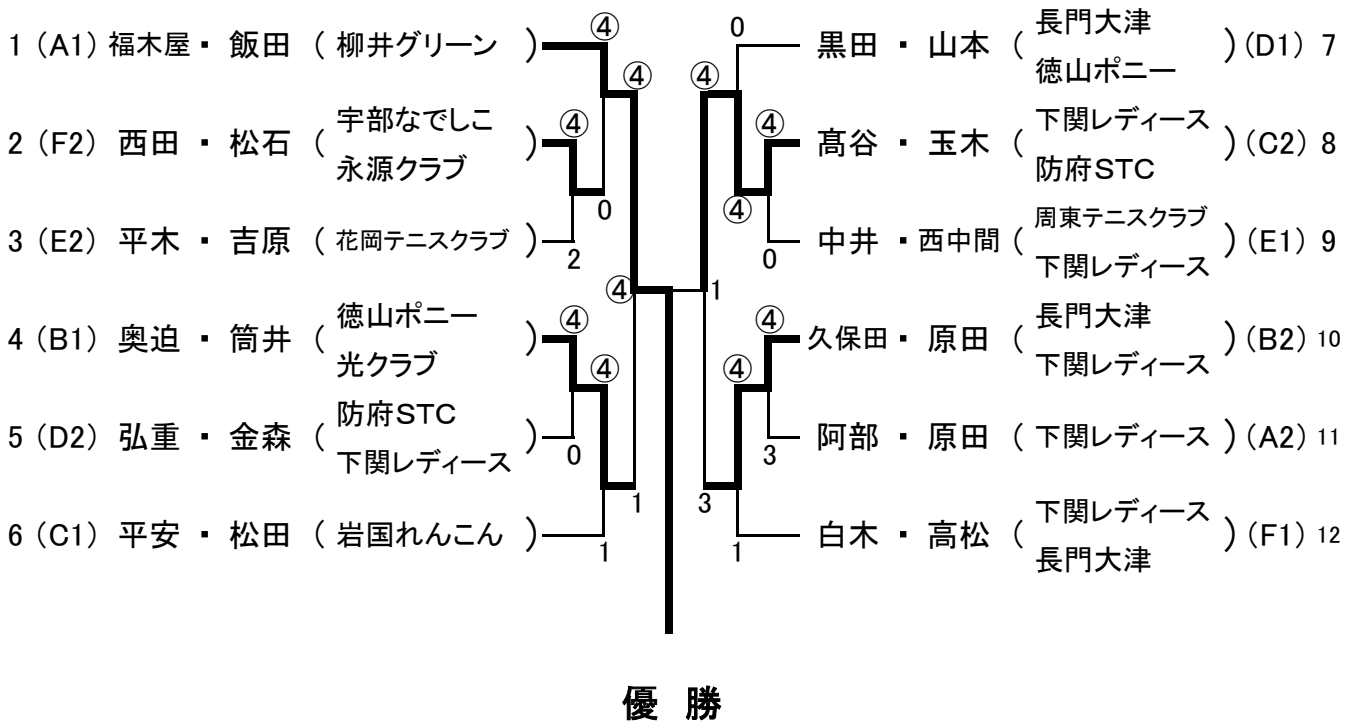 1 (A1) 福木屋 ・ 飯田 ( 柳井グリーン )
2 (F2) 西田 ・ 松石 ( 宇部なでしこ 永源クラブ )
3 (E2) 平木 ・ 吉原 ( 花岡テニスクラブ )
4 (B1) 奥迫 ・ 筒井 ( 徳山ポニー 光クラブ )
5 (D2) 弘重 ・ 金森 ( 防府STC 下関レディース )
6 (C1) 平安 ・ 松田 ( 岩国れんこん )
④
④
④
0
2
④
④
④
0
1
1
0
④
④
④
0
1
④
④
3
3
1
黒田 ・ 山本 ( 長門大津 徳山ポニー ) (D1) 7
髙谷 ・ 玉木 ( 下関レディース 防府STC ) (C2) 8
中井 ・ 西中間 ( 周東テニスクラブ 下関レディース ) (E1) 9
久保田 ・ 原田 ( 長門大津 下関レディース ) (B2) 10
阿部 ・ 原田 ( 下関レディース ) (A2) 11
白木 ・ 高松 ( 下関レディース 長門大津 ) (F1) 12
優 勝